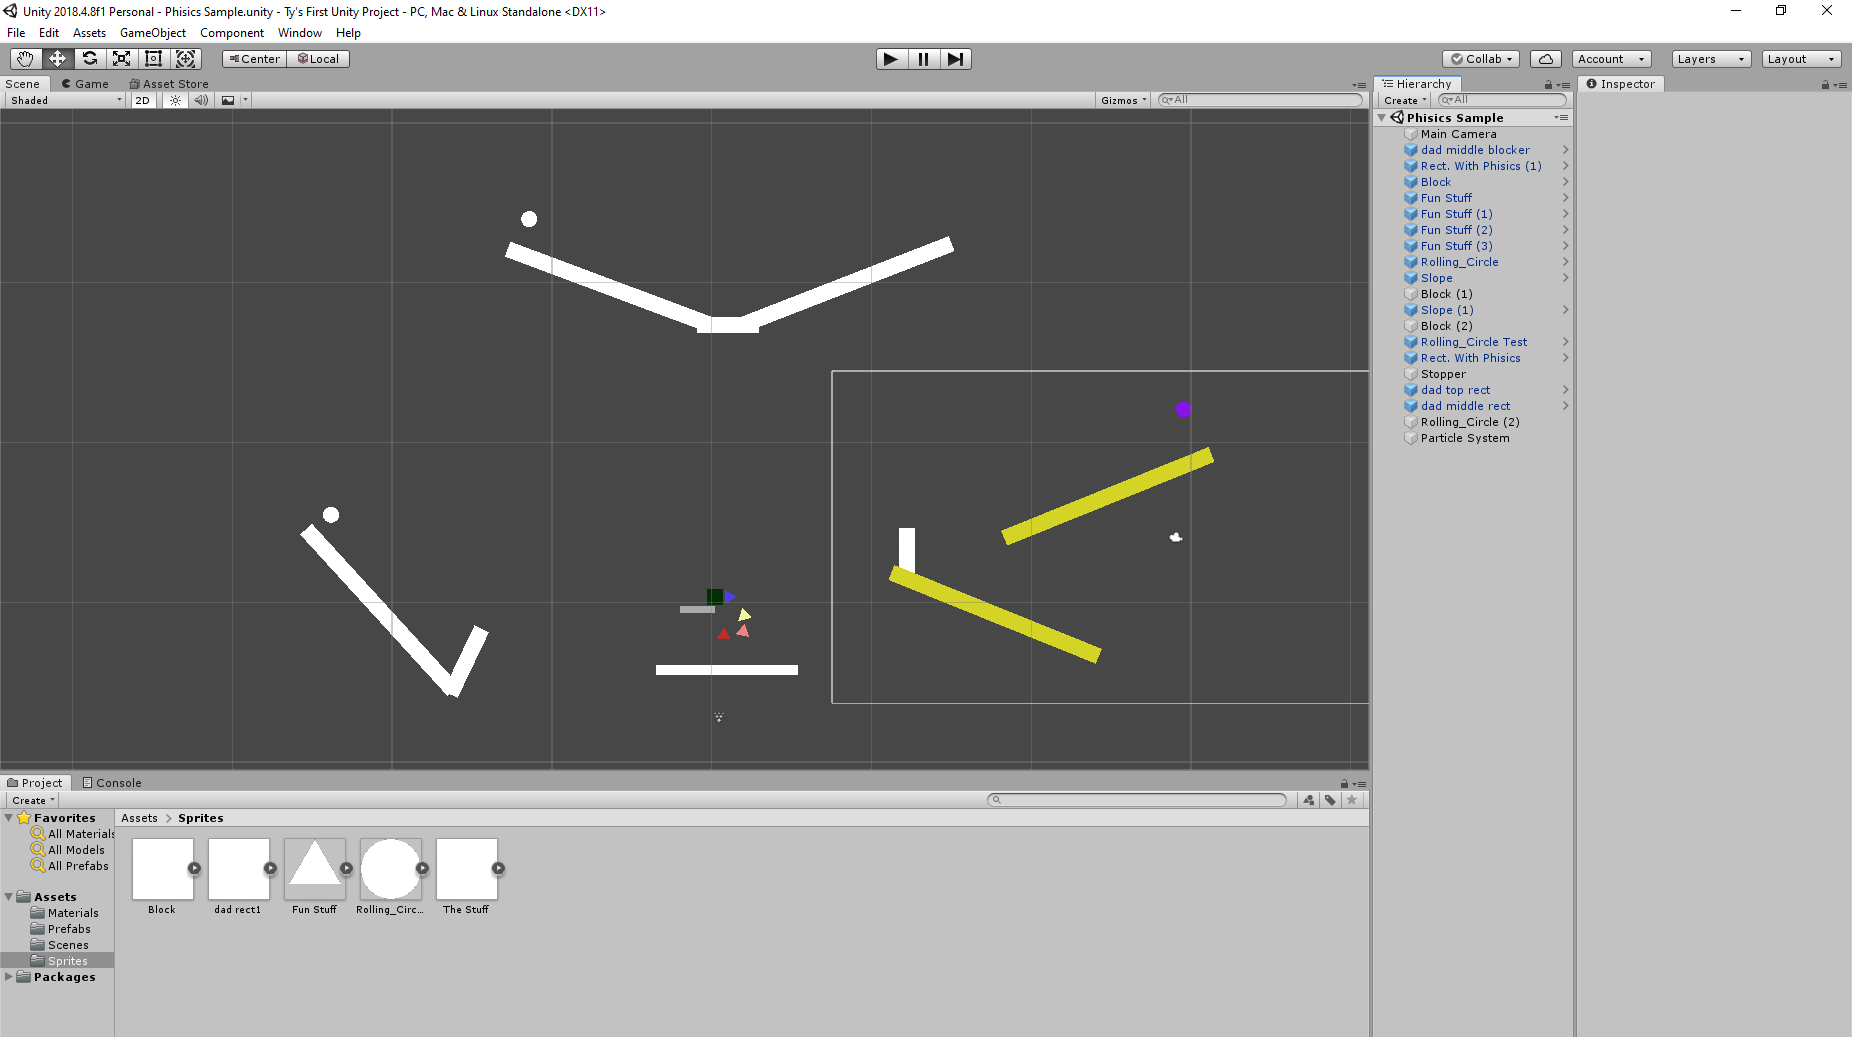 Unity 2018.4.8f1 Personal - Phisics Sample.unity - Ty's First Unity Project - PC, Mac & Linux Standalone <DX11>
File Edit Assets GameObject Component Window Help
Center Local Collab Account Layers Layout
Scene Game Asset Store
Shaded 2D Gizmos All
Hierarchy
Create All
Phisics Sample
Main Camera
dad middle blocker
Rect. With Phisics (1)
Block
Fun Stuff
Fun Stuff (1)
Fun Stuff (2)
Fun Stuff (3)
Rolling_Circle
Slope
Block (1)
Slope (1)
Block (2)
Rolling_Circle Test
Rect. With Phisics
Stopper
dad top rect
dad middle rect
Rolling_Circle (2)
Particle System
Inspector
Project Console
Create
Favorites
All Materials
All Models
All Prefabs
Assets
Materials
Prefabs
Scenes
Sprites
Packages
Assets > Sprites
Block dad rect1 Fun Stuff Rolling_Circ... The Stuff